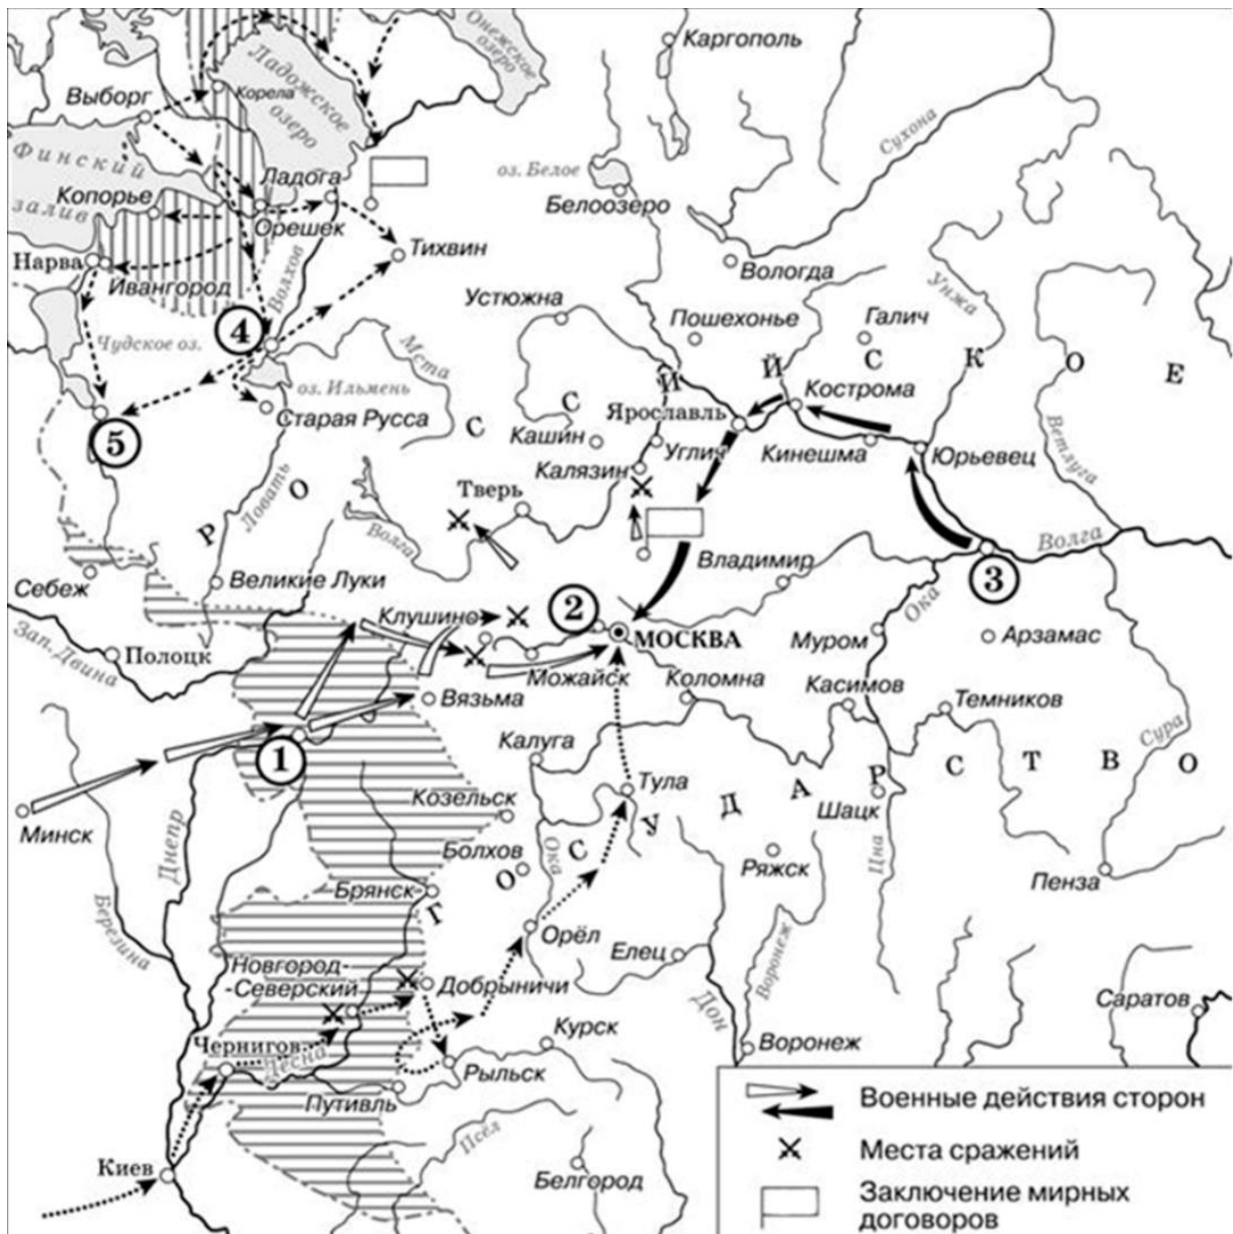 Каргополь
Онежское
озеро
Ладожское
озеро
Корела
Выборг
Финский
залив
Сухона
оз. Белое
Белоозеро
Ладога
Копорье
Орешек
Тихвин
Нарва
Ивангород
Волхов
Вологда
Унжа
Устюжна
Пошехонье
Галич
4
Чудское оз.
Мста
оз. Ильмень
Старая Русса
5
Кострома
Ярославль
Кашин
Углич
Кинешма
Юрьевец
Ветлуга
Калязин
Тверь
Ловать
Волга
Волга
РОССИЙСКОЕ
Владимир
3
Себеж
Великие Луки
Клушино
2
МОСКВА
Ока
Муром
Арзамас
Зап. Двина
Полоцк
Можайск
Коломна
Касимов
Темников
Вязьма
1
Калуга
Сура
ГОСУДАРСТВО
Минск
Днепр
Козельск
Тула
Шацк
Болхов
Ока
Ряжск
Цна
Пенза
Брянск
Березина
Орёл
Елец
Воронеж
Новгород-
-Северский
Добрыничи
Дон
Саратов
Чернигов
Десна
Курск
Рыльск
Воронеж
Путивль
Псёл
Киев
Белгород
Военные действия сторон
Места сражений
Заключение мирных
договоров